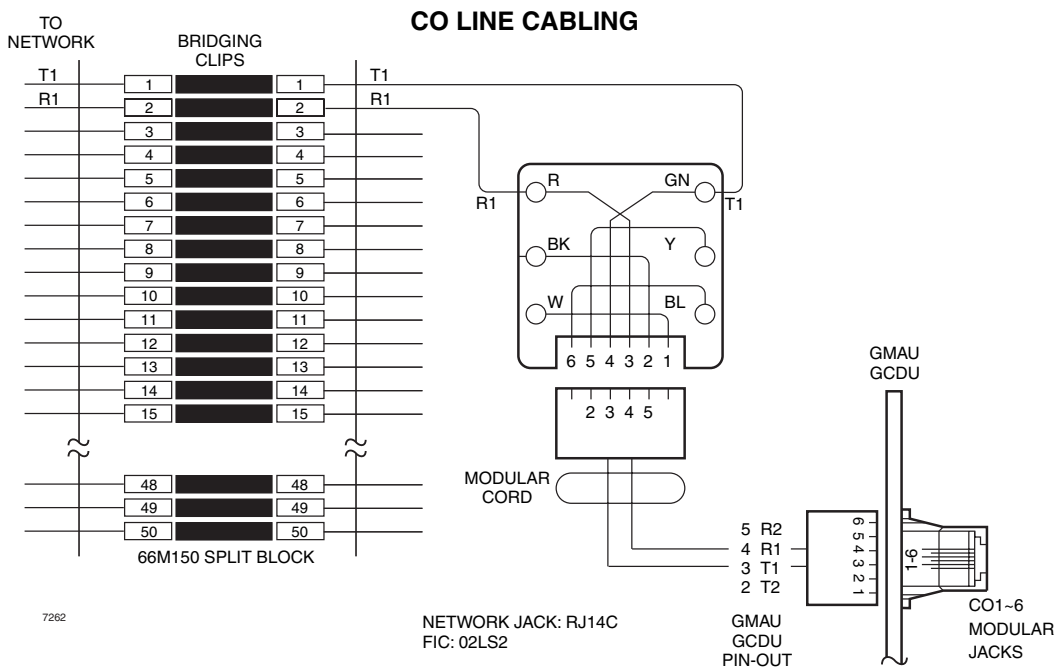 CO LINE CABLING
TO
NETWORK
BRIDGING
CLIPS
T1
R1
T1
R1
1 1
2 2
3 3
4 4
5 5
6 6
7 7
8 8
9 9
10 10
11 11
12 12
13 13
14 14
15 15
48 48
49 49
50 50
66M150 SPLIT BLOCK
R GN
R1 T1
BK Y
W BL
6 5 4 3 2 1
2 3 4 5
MODULAR
CORD
GMAU
GCDU
5 R2
4 R1
3 T1
2 T2
GMAU
GCDU
PIN-OUT
6
5
4
3
2
1
1-6
CO1~6
MODULAR
JACKS
NETWORK JACK: RJ14C
FIC: 02LS2
7262